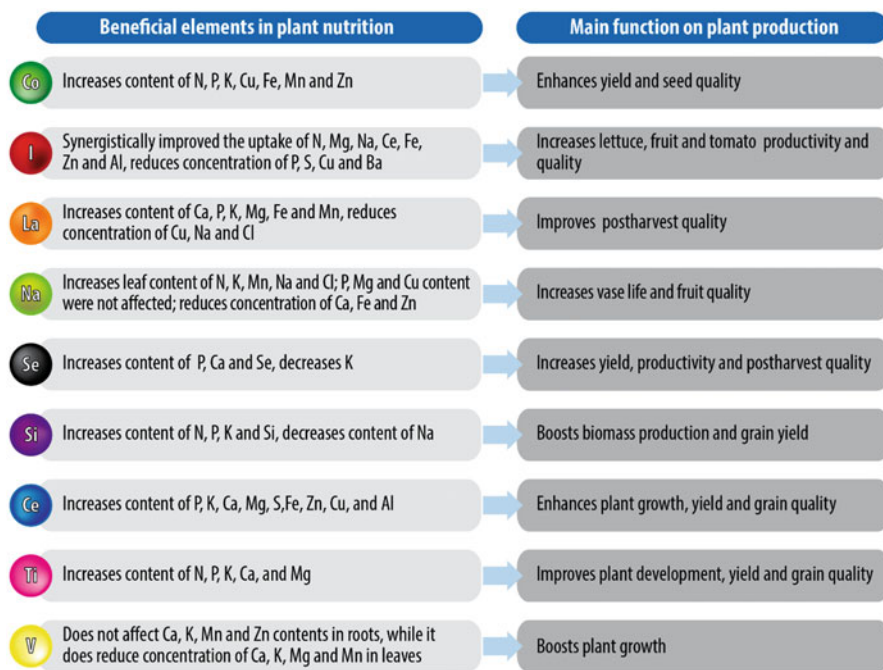 Beneficial elements in plant nutrition
Main function on plant production
Co
Increases content of N, P, K, Cu, Fe, Mn and Zn
Enhances yield and seed quality
I
Synergistically improved the uptake of N, Mg, Na, Ce, Fe,
Zn and Al, reduces concentration of P, S, Cu and Ba
Increases lettuce, fruit and tomato productivity and
quality
La
Increases content of Ca, P, K, Mg, Fe and Mn, reduces
concentration of Cu, Na and Cl
Improves postharvest quality
Na
Increases leaf content of N, K, Mn, Na and Cl; P, Mg and Cu content
were not affected; reduces concentration of Ca, Fe and Zn
Increases vase life and fruit quality
Se
Increases content of P, Ca and Se, decreases K
Increases yield, productivity and postharvest quality
Si
Increases content of N, P, K and Si, decreases content of Na
Boosts biomass production and grain yield
Ce
Increases content of P, K, Ca, Mg, S,Fe, Zn, Cu, and Al
Enhances plant growth, yield and grain quality
Ti
Increases content of N, P, K, Ca, and Mg
Improves plant development, yield and grain quality
V
Does not affect Ca, K, Mn and Zn contents in roots, while it
does reduce concentration of Ca, K, Mg and Mn in leaves
Boosts plant growth